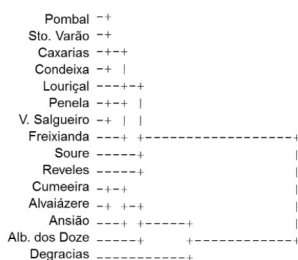 Pombal
Sto. Varão
Caxarias
Condeixa
Louriçal
Penela
V. Salgueiro
Freixianda
Soure
Reveles
Cumeeira
Alvaiázere
Ansião
Alb. dos Doze
Degracias